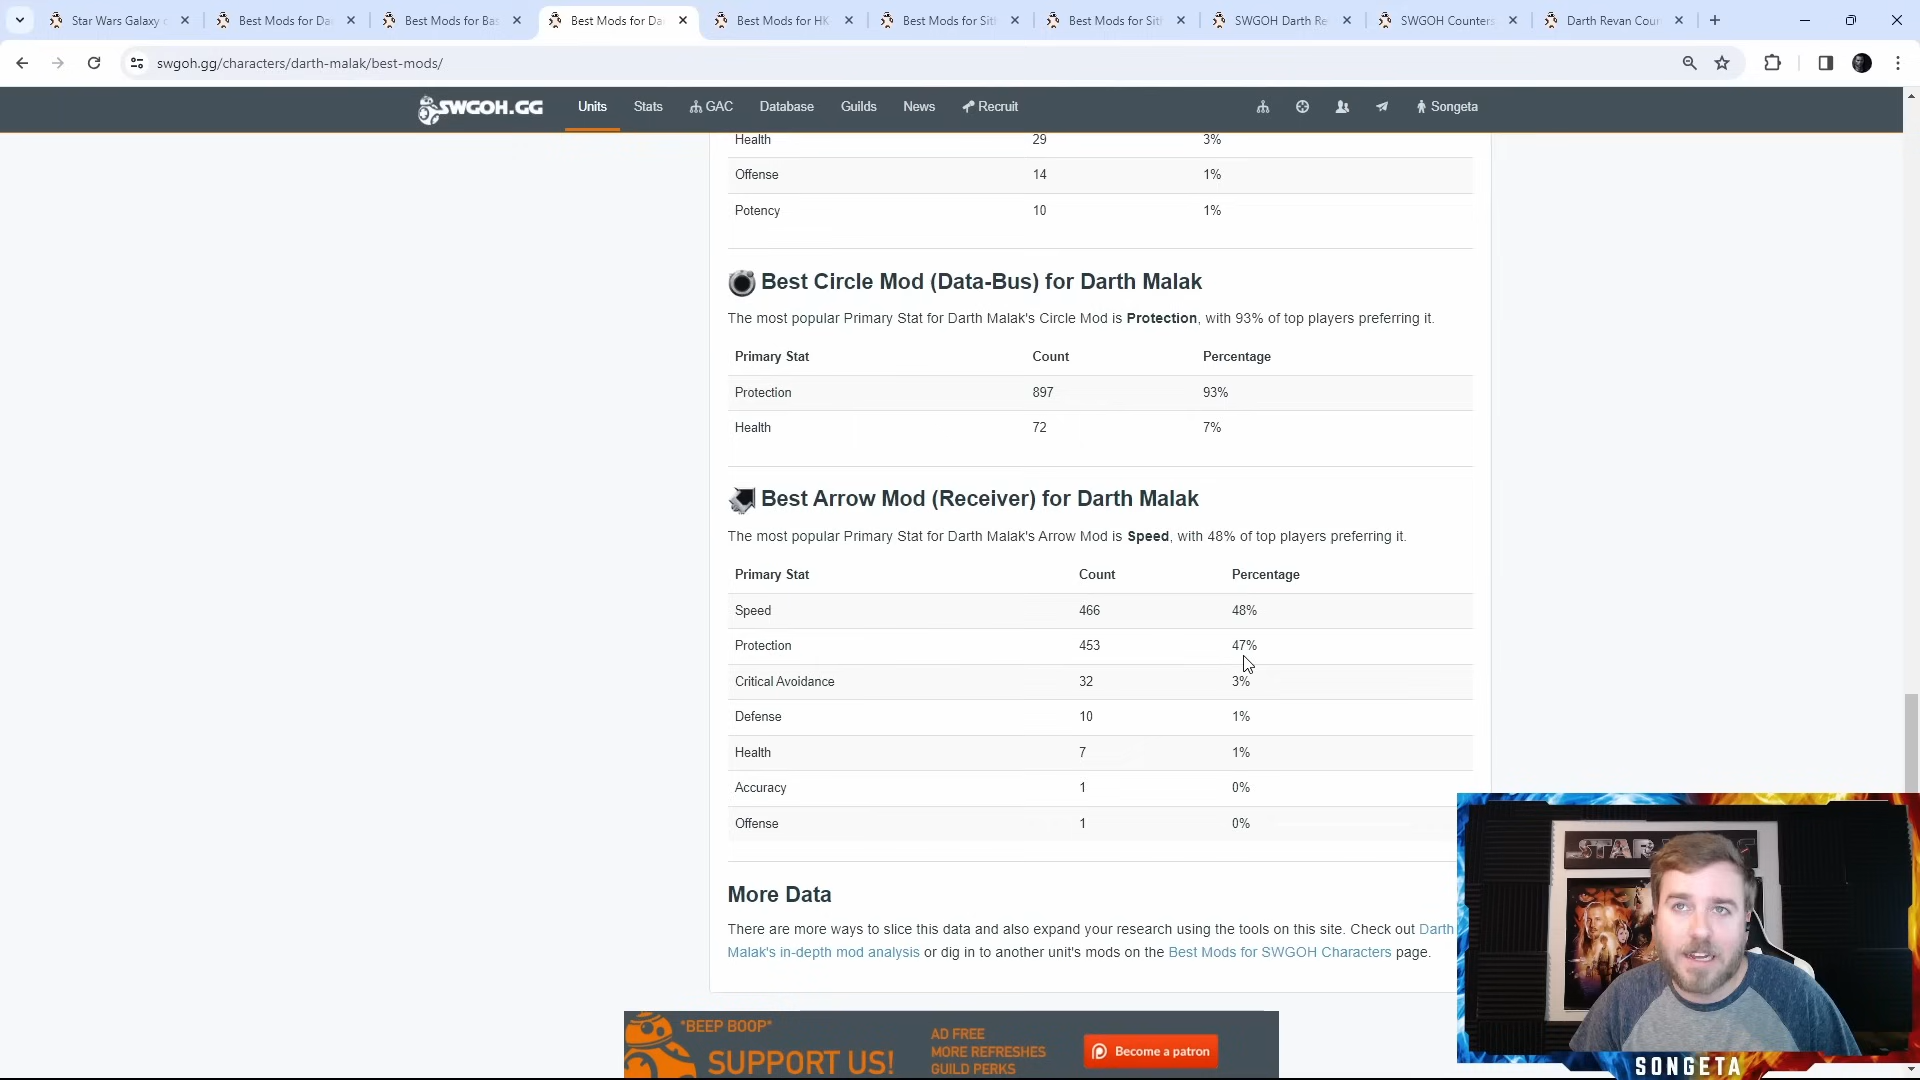 Star Wars Galaxy o
Best Mods for Da
Best Mods for Bas
Best Mods for Da
Best Mods for HK
Best Mods for Sit
Best Mods for Sit
SWGOH Darth Re
SWGOH Counters
Darth Revan Coun
swgoh.gg/characters/darth-malak/best-mods/
SWGOH.GG
Units
Stats
GAC
Database
Guilds
News
Recruit
Songeta
Health 29 3%
Offense 14 1%
Potency 10 1%
Best Circle Mod (Data-Bus) for Darth Malak
The most popular Primary Stat for Darth Malak's Circle Mod is Protection, with 93% of top players preferring it.
Primary Stat Count Percentage
Protection 897 93%
Health 72 7%
Best Arrow Mod (Receiver) for Darth Malak
The most popular Primary Stat for Darth Malak's Arrow Mod is Speed, with 48% of top players preferring it.
Primary Stat Count Percentage
Speed 466 48%
Protection 453 47%
Critical Avoidance 32 3%
Defense 10 1%
Health 7 1%
Accuracy 1 0%
Offense 1 0%
More Data
There are more ways to slice this data and also expand your research using the tools on this site. Check out Darth
Malak's in-depth mod analysis or dig in to another unit's mods on the Best Mods for SWGOH Characters page.
*BEEP BOOP*
SUPPORT US!
AD FREE
MORE REFRESHES
GUILD PERKS
Become a patron
STAR
SONGETA